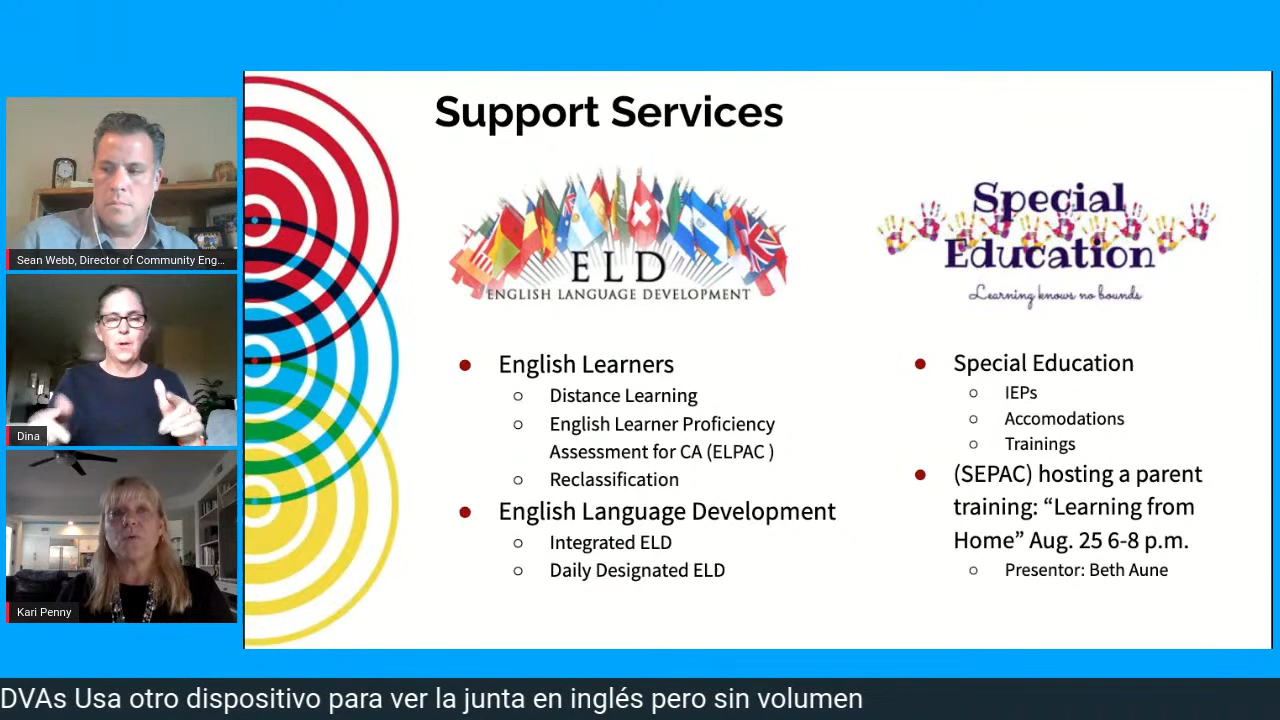 Sean Webb, Director of Community Eng...
Dina
Kari Penny
Support Services
ELD
ENGLISH LANGUAGE DEVELOPMENT
Special
Education
Learning knows no bounds
● English Learners
○ Distance Learning
○ English Learner Proficiency
Assessment for CA (ELPAC )
○ Reclassification
● English Language Development
○ Integrated ELD
○ Daily Designated ELD
● Special Education
○ IEPs
○ Accomodations
○ Trainings
● (SEPAC) hosting a parent
training: “Learning from
Home” Aug. 25 6-8 p.m.
○ Presentor: Beth Aune
DVAs Usa otro dispositivo para ver la junta en inglés pero sin volumen